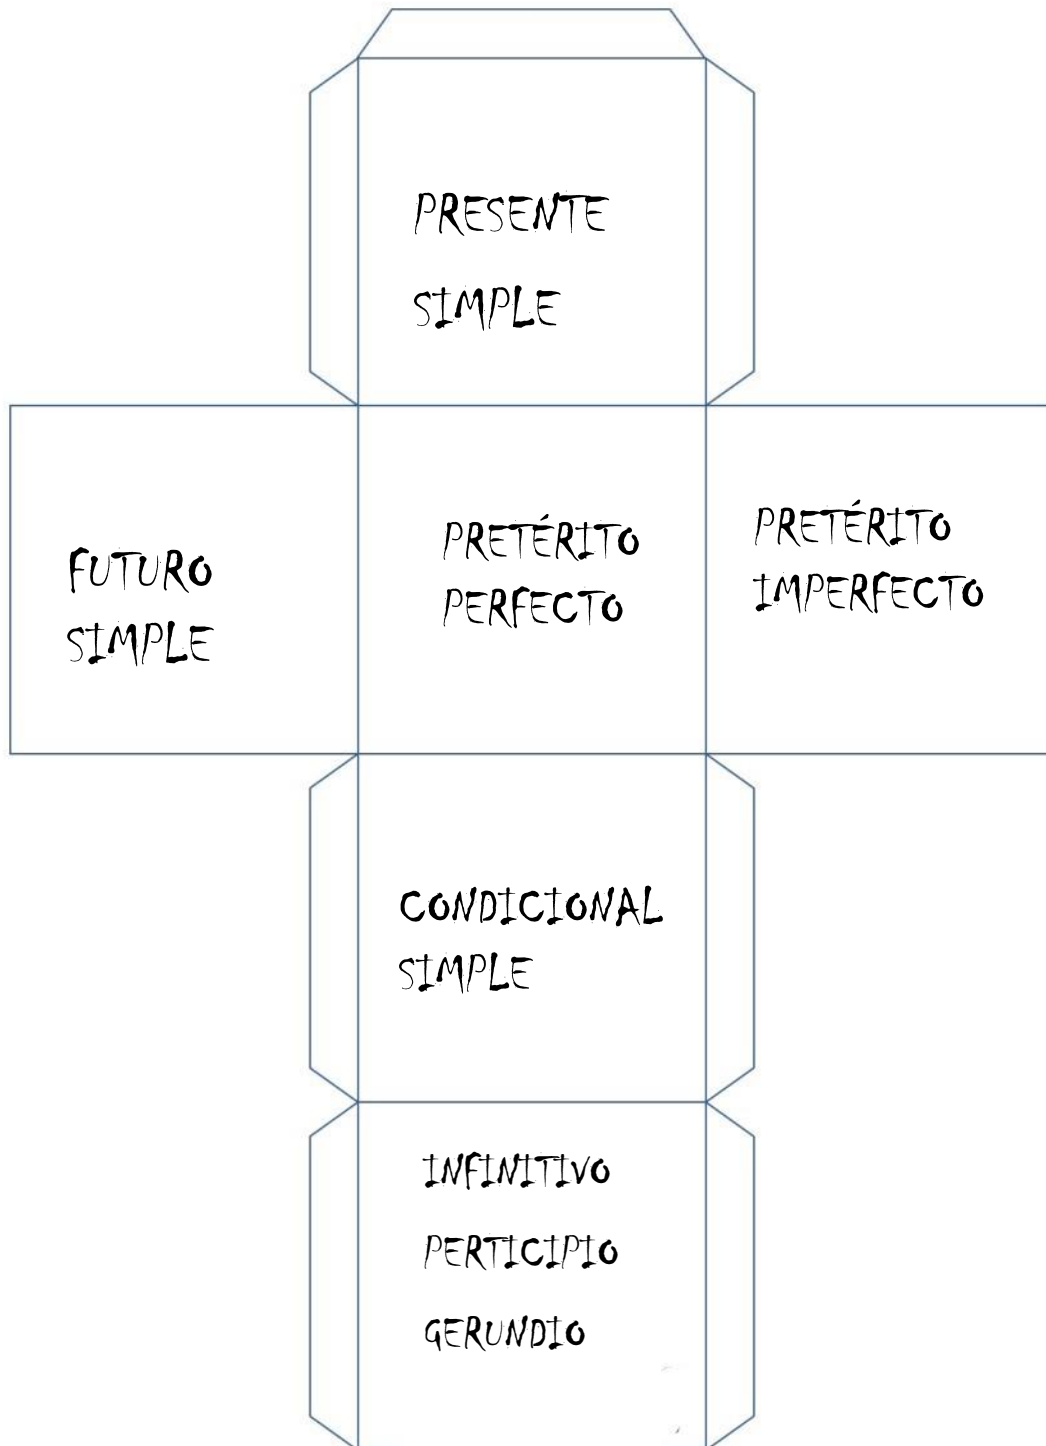 PRESENTE
SIMPLE
FUTURO
SIMPLE
PRETÉRITO
PERFECTO
PRETÉRITO
IMPERFECTO
CONDICIONAL
SIMPLE
INFINITIVO
PERTICIPIO
GERUNDIO